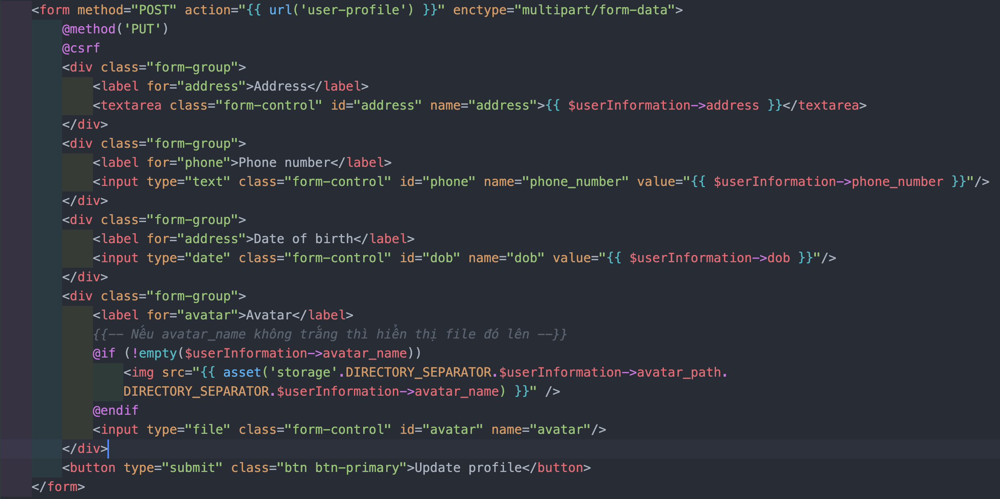 <form method="POST" action="{{ url('user-profile') }}" enctype="multipart/form-data">
@method('PUT')
@csrf
<div class="form-group">
<label for="address">Address</label>
<textarea class="form-control" id="address" name="address">{{ $userInformation->address }}</textarea>
</div>
<div class="form-group">
<label for="phone">Phone number</label>
<input type="text" class="form-control" id="phone" name="phone_number" value="{{ $userInformation->phone_number }}"/>
</div>
<div class="form-group">
<label for="address">Date of birth</label>
<input type="date" class="form-control" id="dob" name="dob" value="{{ $userInformation->dob }}"/>
</div>
<div class="form-group">
<label for="avatar">Avatar</label>
{{-- Nếu avatar_name không trắng thì hiển thị file đó lên --}}
@if (!empty($userInformation->avatar_name))
<img src="{{ asset('storage'.DIRECTORY_SEPARATOR.$userInformation->avatar_path.
DIRECTORY_SEPARATOR.$userInformation->avatar_name) }}" />
@endif
<input type="file" class="form-control" id="avatar" name="avatar"/>
</div>
<button type="submit" class="btn btn-primary">Update profile</button>
</form>